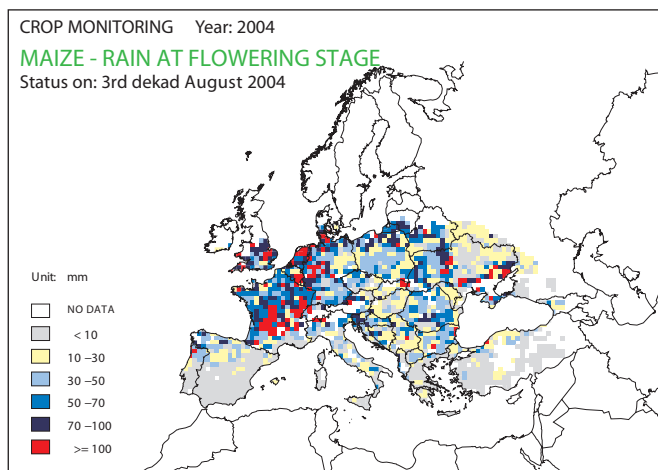 CROP MONITORING Year: 2004
MAIZE - RAIN AT FLOWERING STAGE
Status on: 3rd dekad August 2004
Unit: mm
NO DATA
< 10
10 –30
30 –50
50 –70
70 –100
>= 100